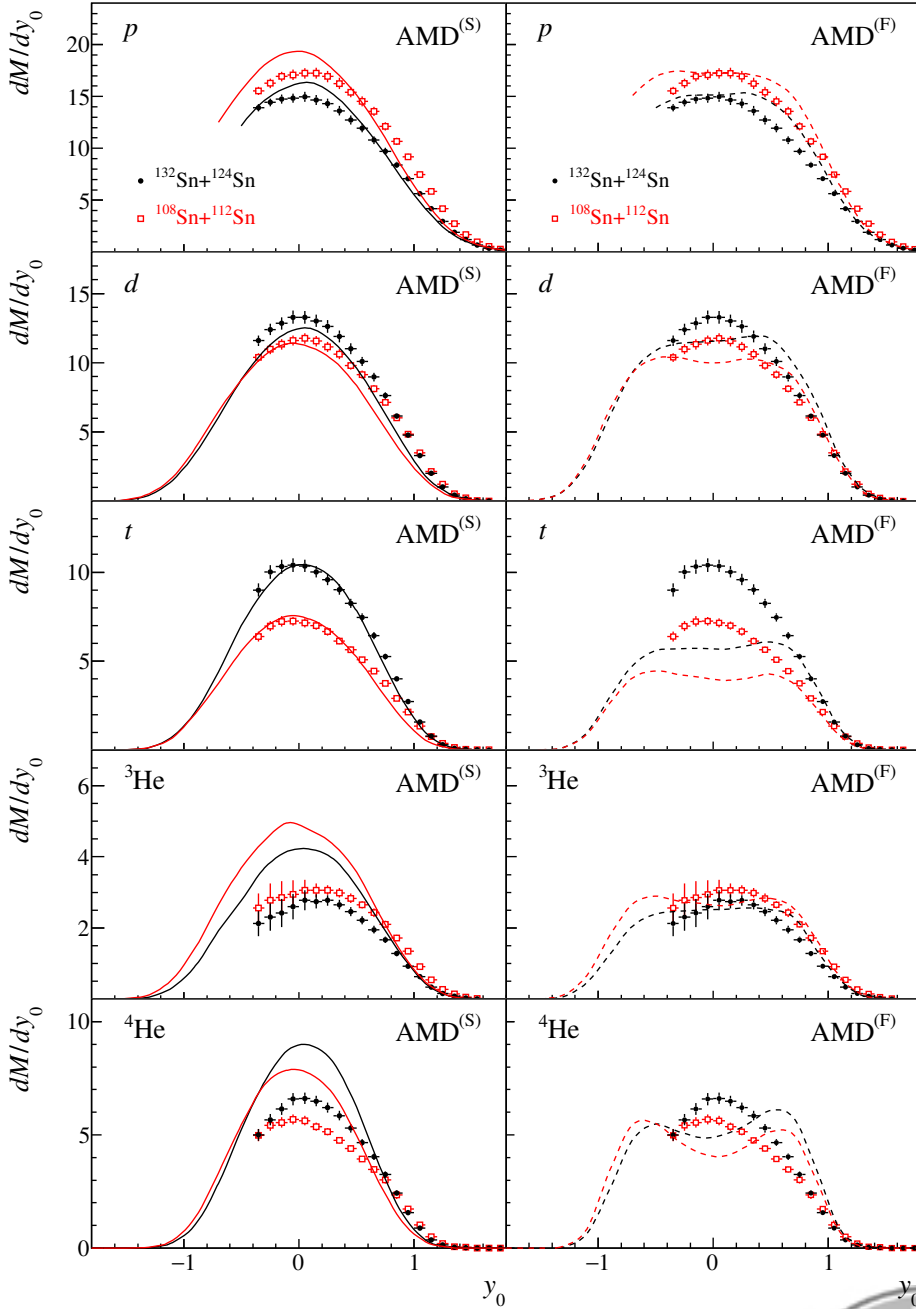 dM/dy₀ p AMD⁽ˢ⁾ p AMD⁽ᶠ⁾
20
15
10
¹³²Sn+¹²⁴Sn ¹³²Sn+¹²⁴Sn
¹⁰⁸Sn+¹¹²Sn ¹⁰⁸Sn+¹¹²Sn
5
dM/dy₀ d AMD⁽ˢ⁾ d AMD⁽ᶠ⁾
15
10
5
dM/dy₀ t AMD⁽ˢ⁾ t AMD⁽ᶠ⁾
10
5
dM/dy₀ ³He AMD⁽ˢ⁾ ³He AMD⁽ᶠ⁾
6
4
2
dM/dy₀ ⁴He AMD⁽ˢ⁾ ⁴He AMD⁽ᶠ⁾
10
5
0
−1 0 1 −1 0 1
y₀ y₀